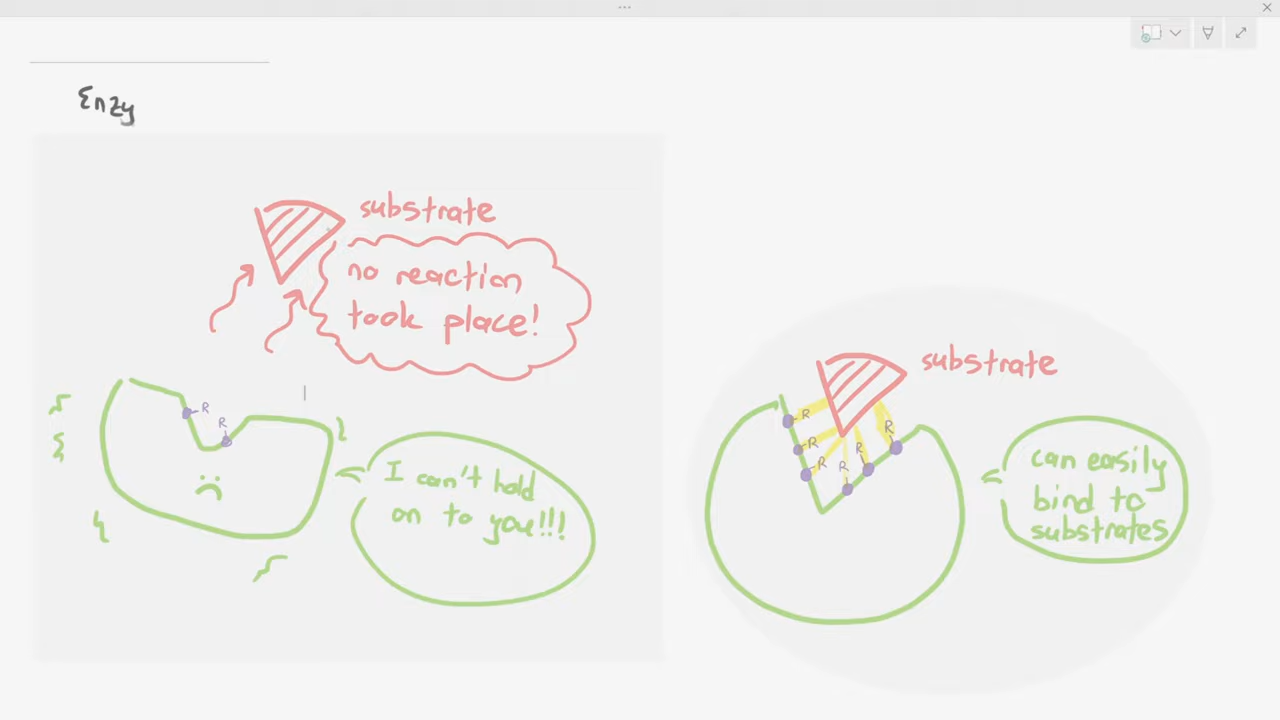 Enzy
substrate
no reaction
took place!
R
R
I can't hold
on to you!!!
substrate
R
R
R
R
R
R
can easily
bind to
substrates